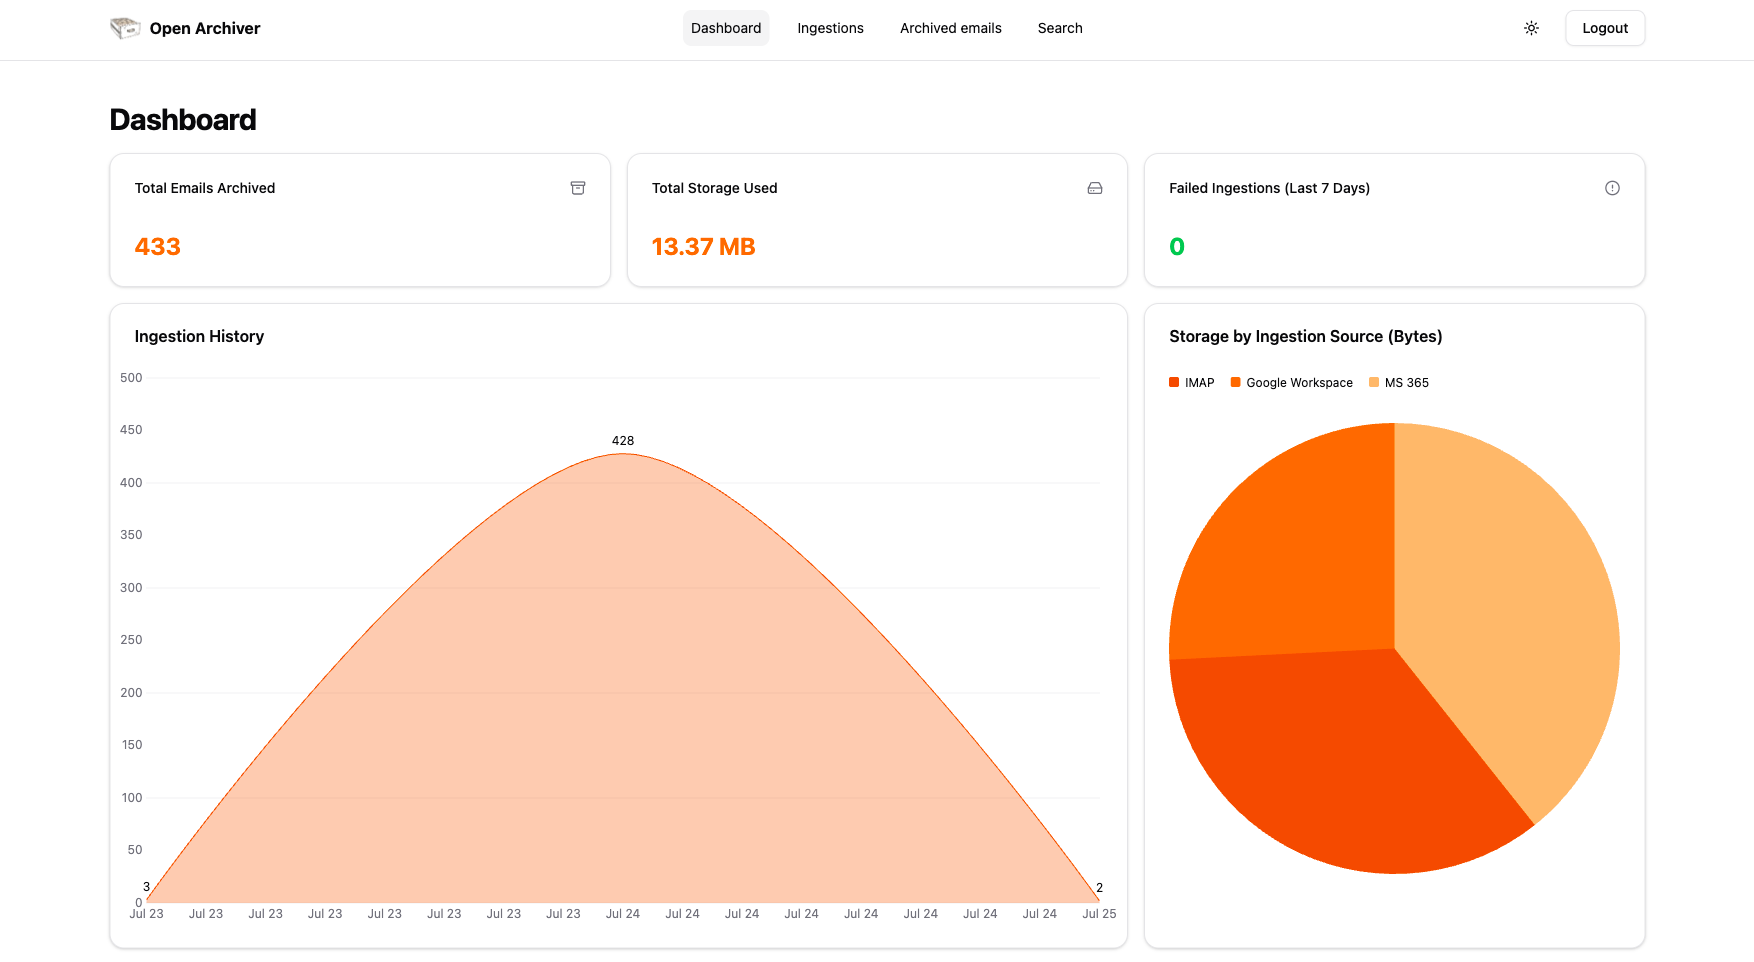 Open Archiver
Dashboard
Ingestions
Archived emails
Search
Logout
Dashboard
Total Emails Archived
433
Total Storage Used
13.37 MB
Failed Ingestions (Last 7 Days)
0
Ingestion History
500
450
400
350
300
250
200
150
100
50
0
428
3
2
Jul 23 Jul 23 Jul 23 Jul 23 Jul 23 Jul 23 Jul 23 Jul 23 Jul 24 Jul 24 Jul 24 Jul 24 Jul 24 Jul 24 Jul 24 Jul 24 Jul 25
Storage by Ingestion Source (Bytes)
IMAP Google Workspace MS 365